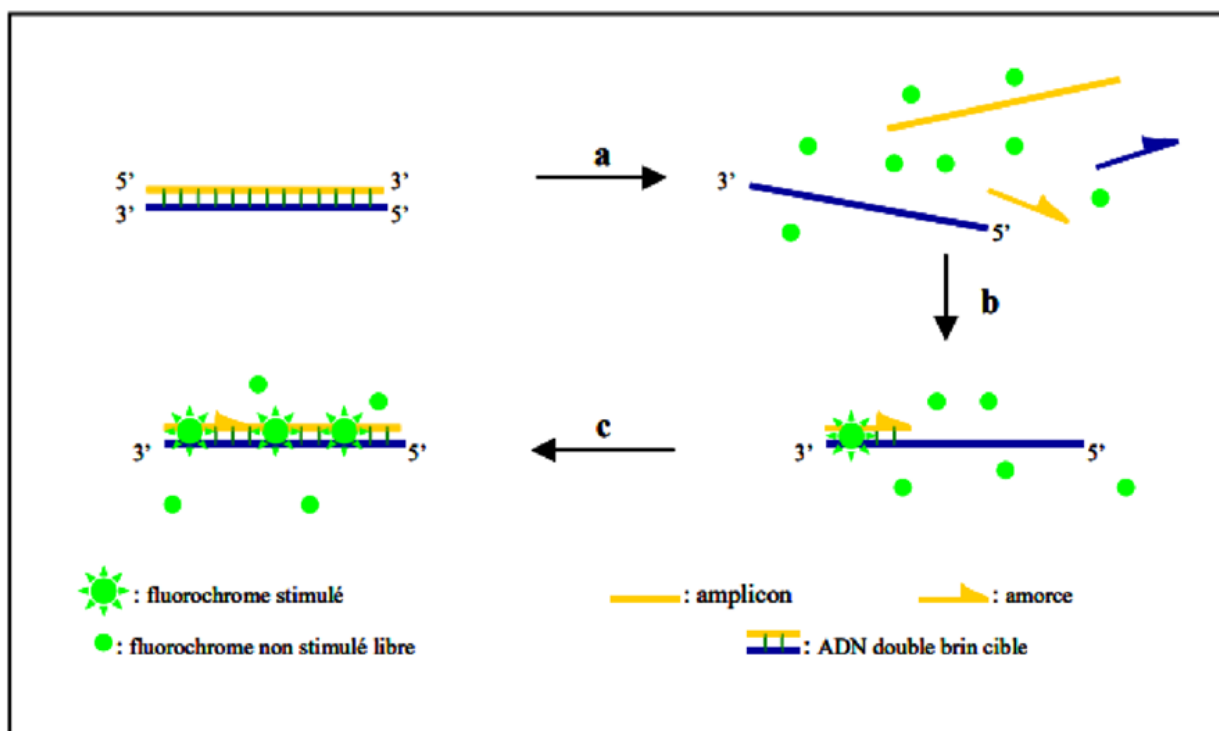 a
5’ 3’
3’ 5’
3’
5’
b
c
3’ 5’
3’ 5’
: fluorochrome stimulé
: amplicon
: amorce
: fluorochrome non stimulé libre
: ADN double brin cible